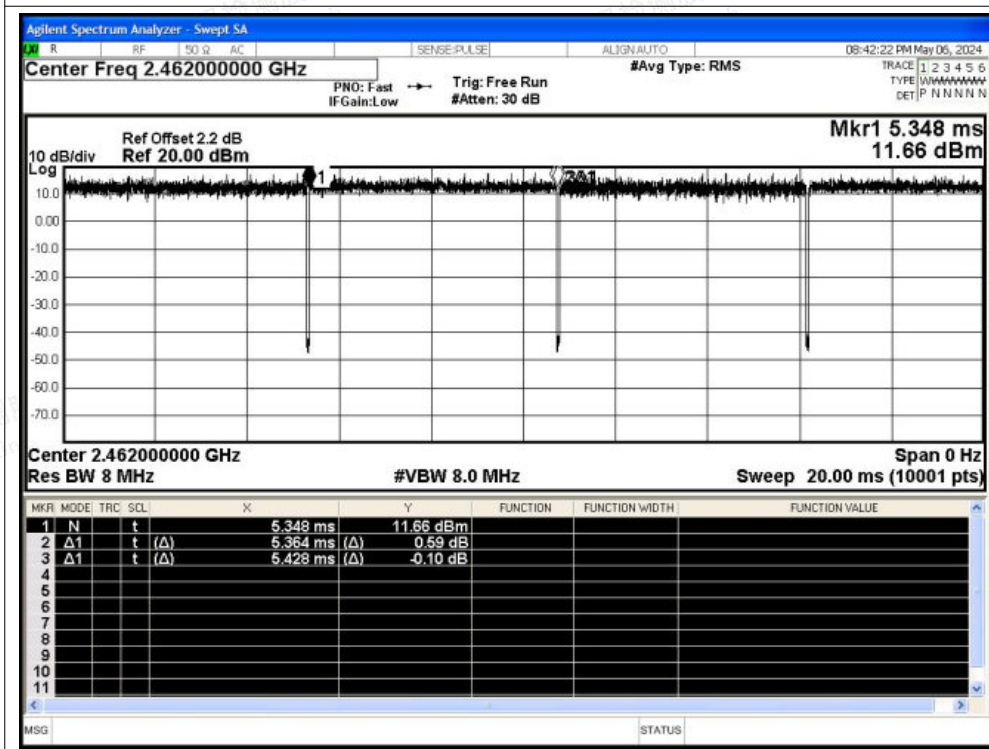 Agilent Spectrum Analyzer - Swept SA
LXI R RF 50 Ω AC SENSE:PULSE ALIGN AUTO 08:42:22 PM May 06, 2024
Center Freq 2.462000000 GHz #Avg Type: RMS TRACE 1 2 3 4 5 6
PNO: Fast Trig: Free Run TYPE WWWWWW
IFGain:Low #Atten: 30 dB DET P N N N N N
Mkr1 5.348 ms
11.66 dBm
Ref Offset 2.2 dB
10 dB/div Ref 20.00 dBm
Log
1
10.0
0.00
-10.0
-20.0
-30.0
-40.0
-50.0
-60.0
-70.0
Center 2.462000000 GHz Span 0 Hz
Res BW 8 MHz #VBW 8.0 MHz Sweep 20.00 ms (10001 pts)
MKR MODE TRC SCL X Y FUNCTION FUNCTION WIDTH FUNCTION VALUE
1 N t 5.348 ms 11.66 dBm
2 Δ1 t (Δ) 5.364 ms (Δ) 0.59 dB
3 Δ1 t (Δ) 5.428 ms (Δ) -0.10 dB
4
5
6
7
8
9
10
11
MSG STATUS